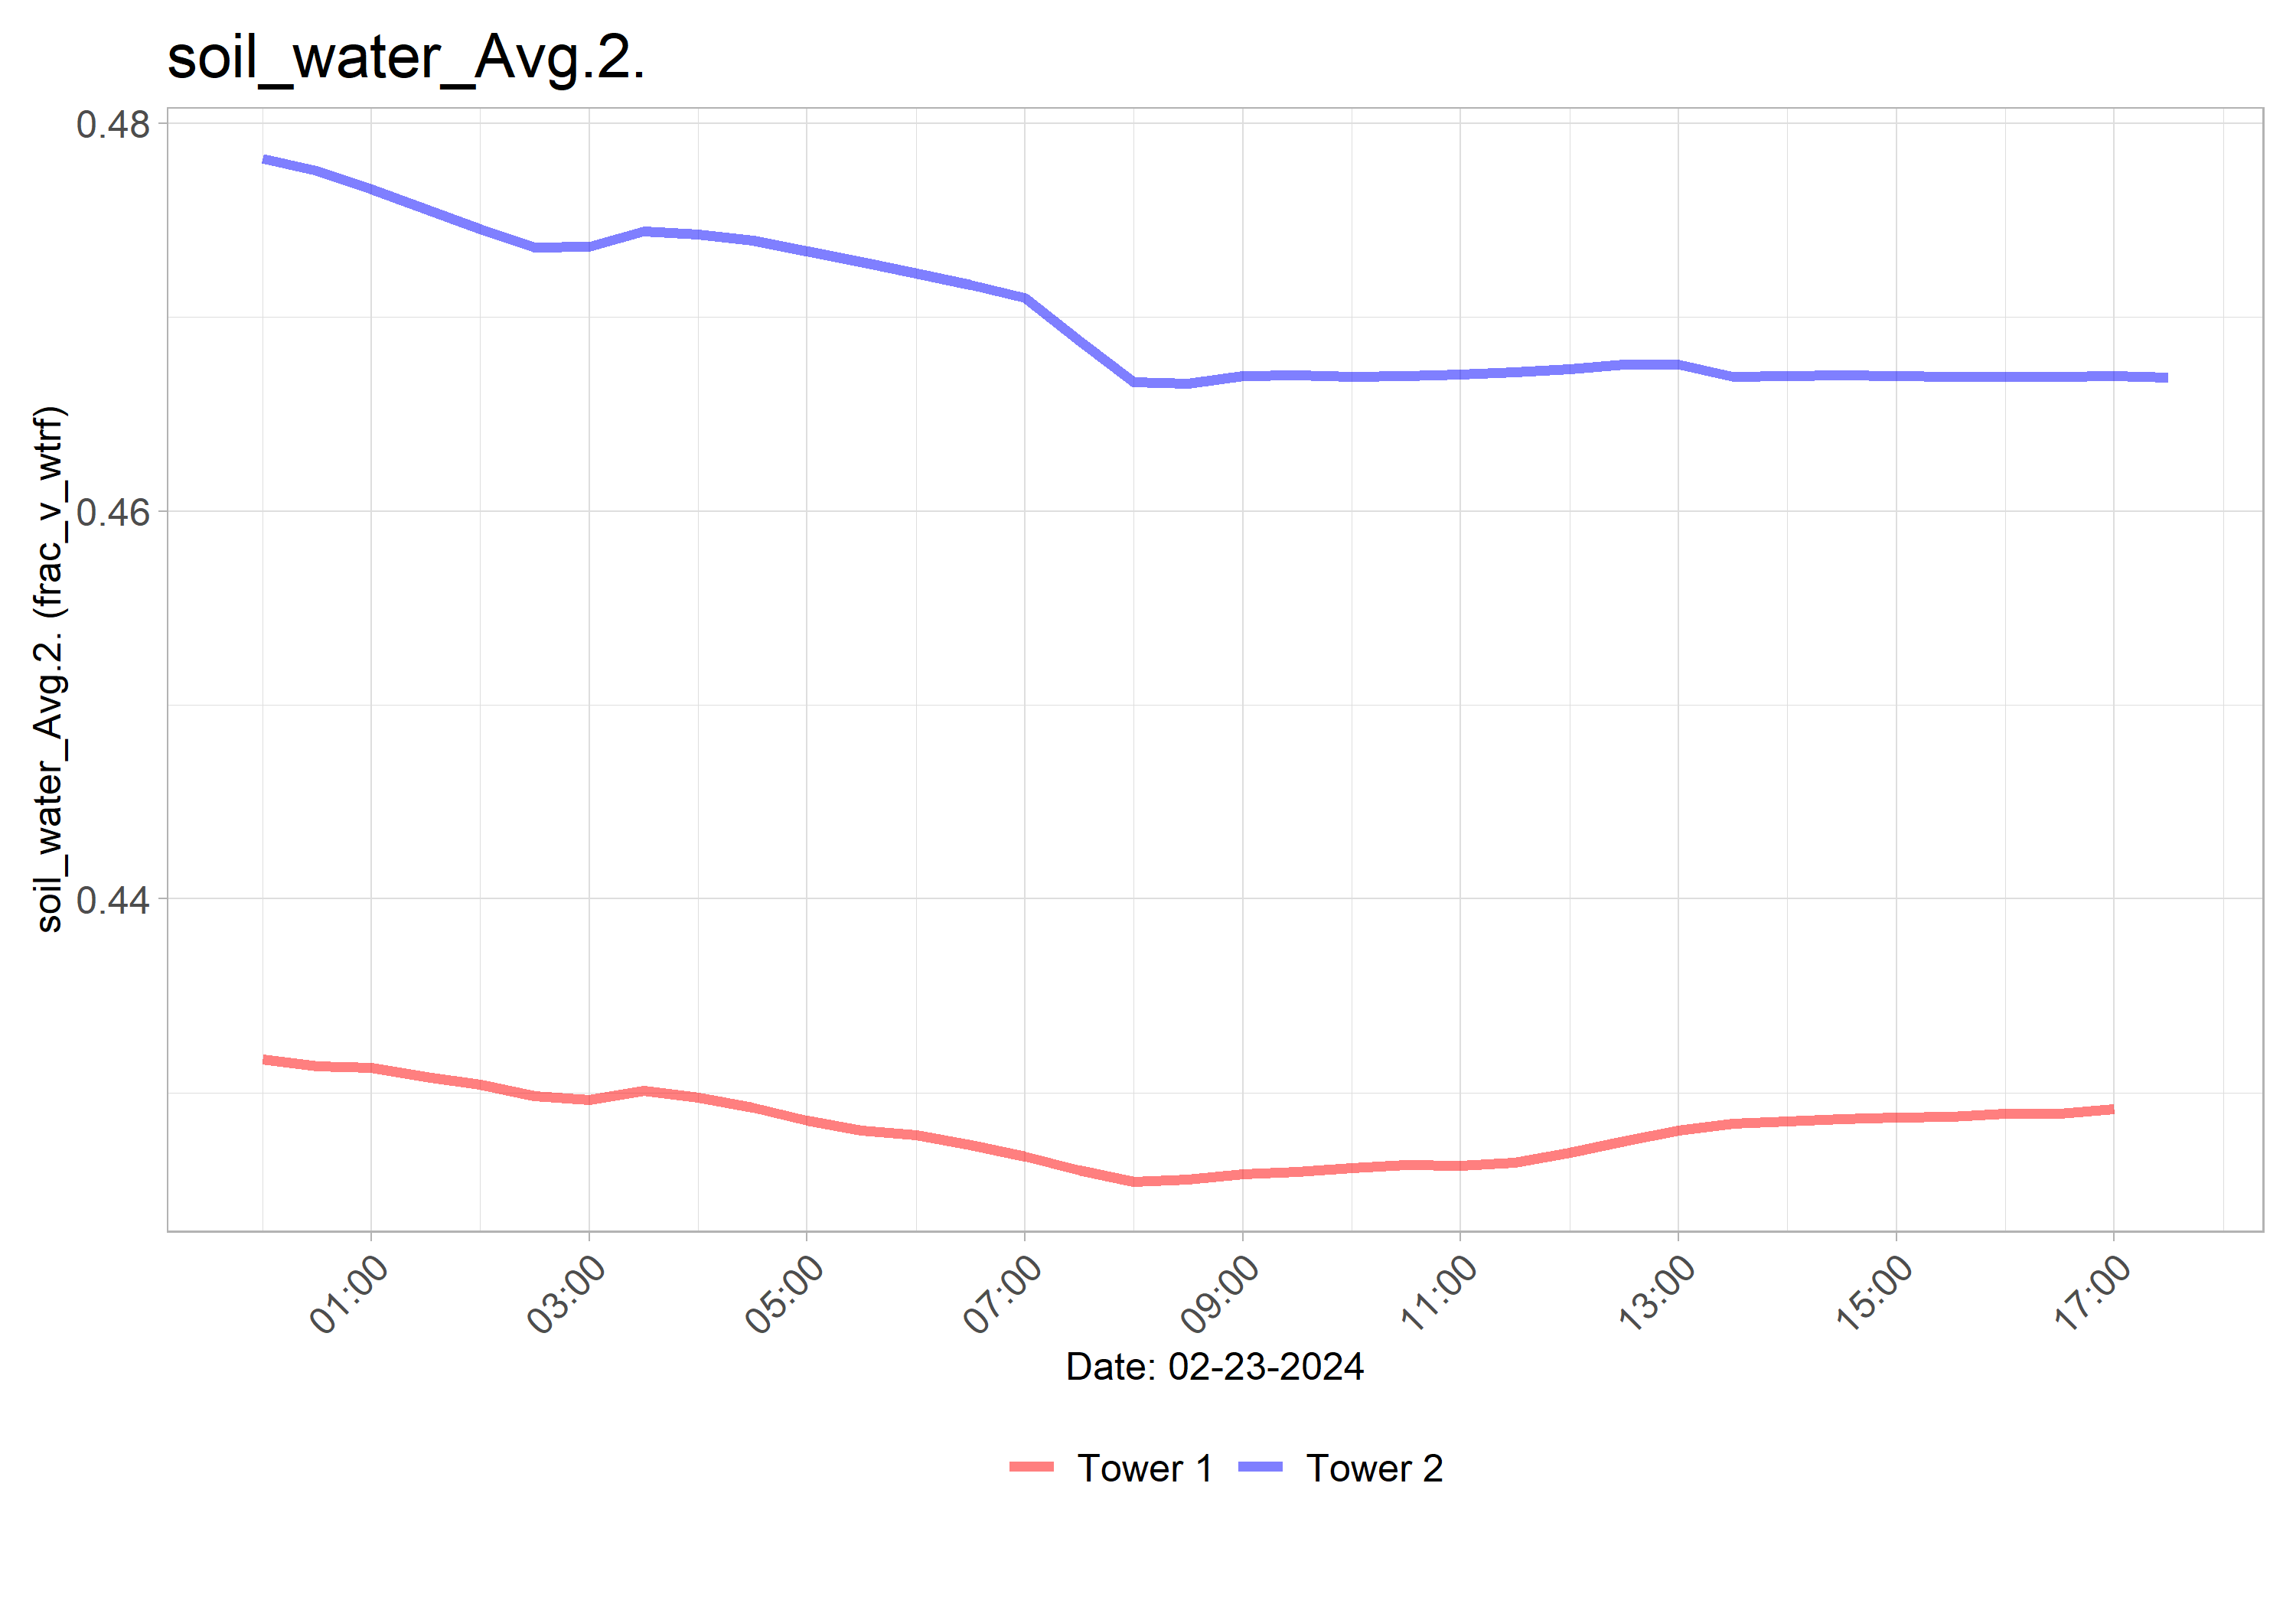 soil_water_Avg.2.
soil_water_Avg.2. (frac_v_wtrf)
0.48
0.46
0.44
01:00
03:00
05:00
07:00
09:00
11:00
13:00
15:00
17:00
Date: 02-23-2024
Tower 1
Tower 2